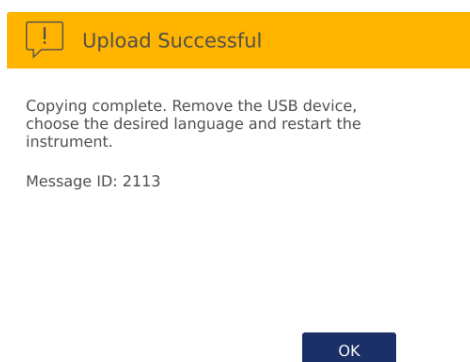 !
Upload Successful
Copying complete. Remove the USB device,
choose the desired language and restart the
instrument.
Message ID: 2113
OK